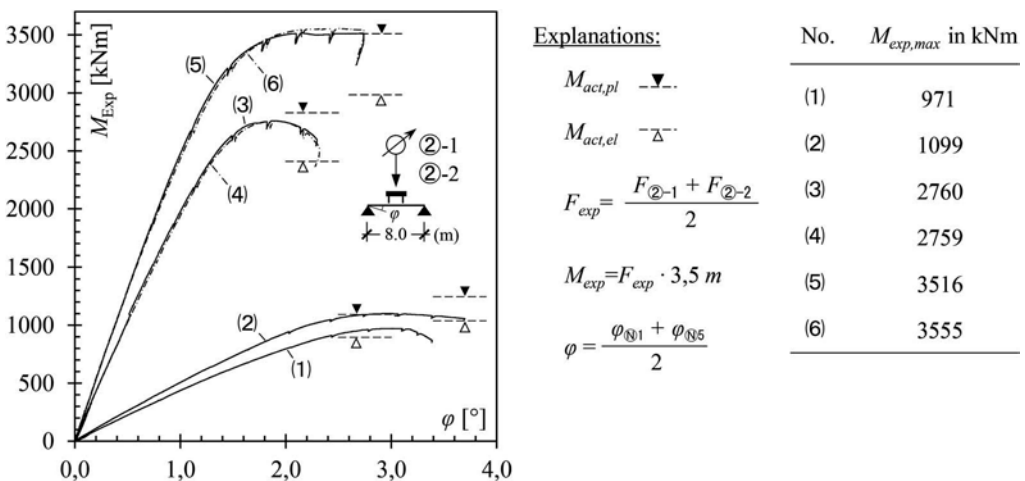 M_Exp [kNm]
3500
3000
2500
2000
1500
1000
500
0
0,0 1,0 2,0 3,0 4,0
φ [°]
(5)
(6)
(3)
(4)
(2)
(1)
②-1
②-2
φ
8.0 (m)
Explanations:
M_act,pl
M_act,el
F_exp = (F_②-1 + F_②-2) / 2
M_exp=F_exp · 3,5 m
φ = (φ_Ⓝ1 + φ_Ⓝ5) / 2
No. M_exp,max in kNm
(1) 971
(2) 1099
(3) 2760
(4) 2759
(5) 3516
(6) 3555